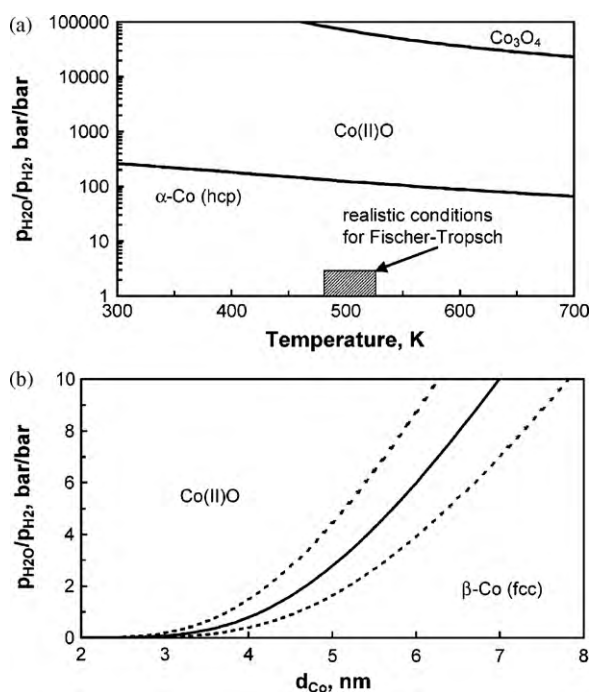 (a)
100000
10000
1000
100
10
1
pH2O/pH2, bar/bar
Co3O4
Co(II)O
α-Co (hcp)
realistic conditions
for Fischer-Tropsch
300 400 500 600 700
Temperature, K
(b)
10
8
6
4
2
0
pH2O/pH2, bar/bar
Co(II)O
β-Co (fcc)
2 3 4 5 6 7 8
dCo, nm